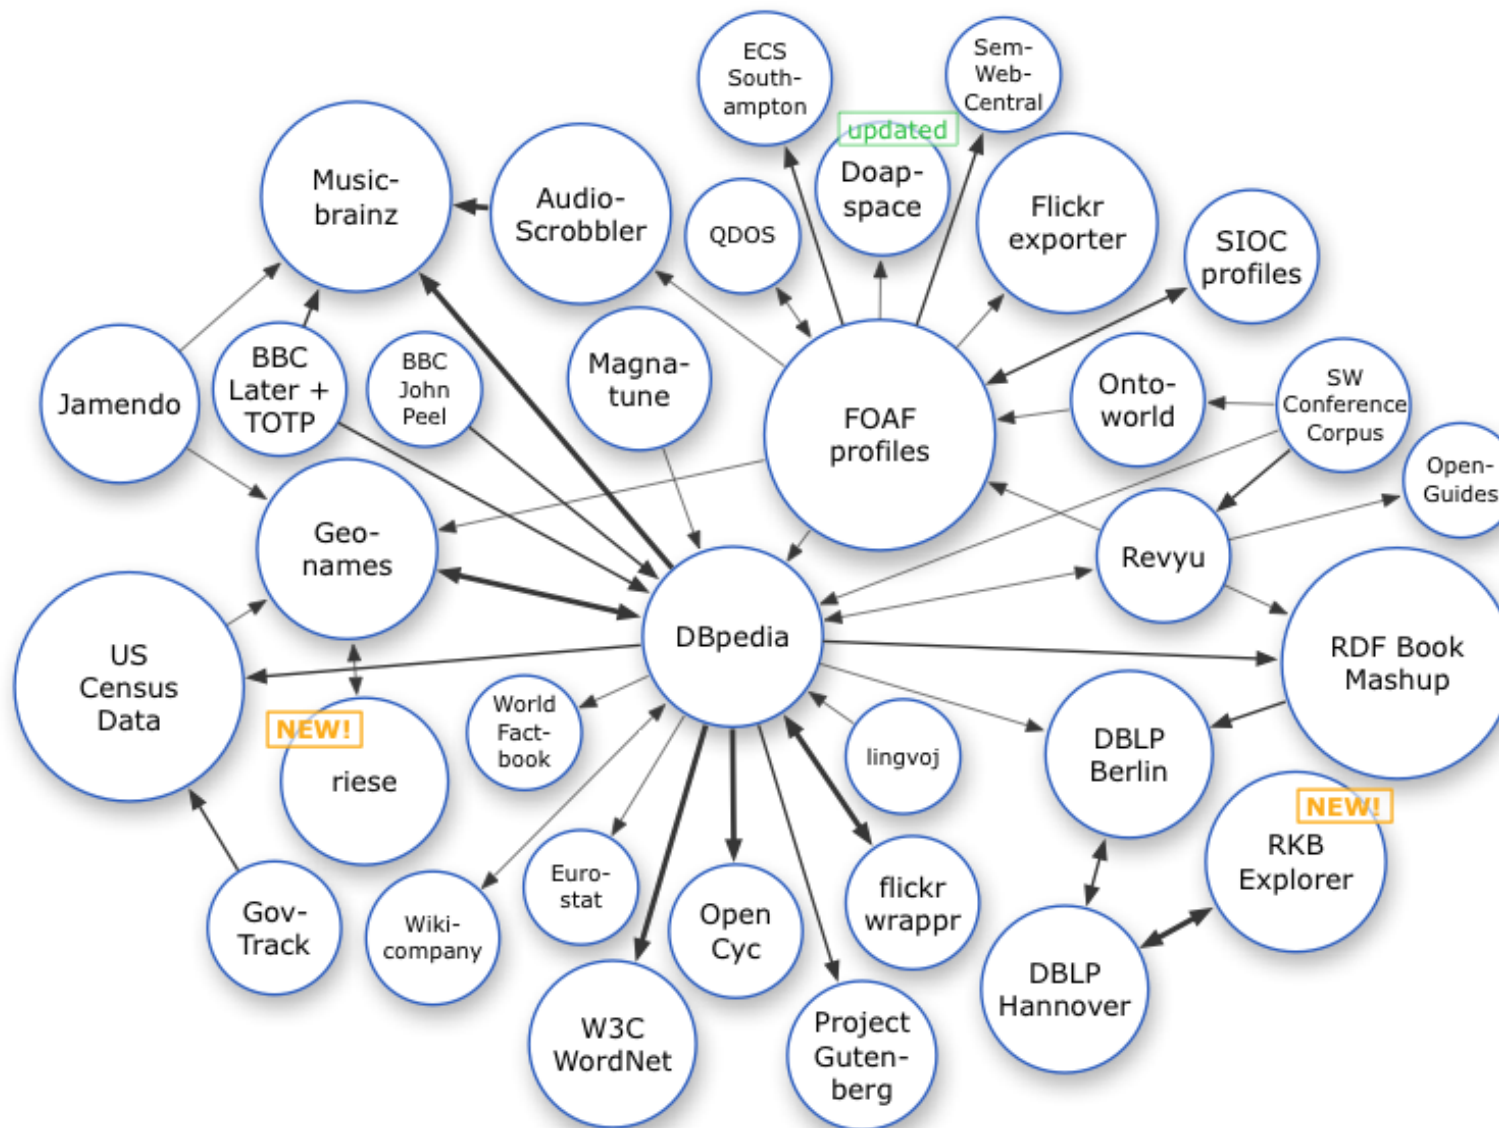 ECS
South-
ampton
Sem-
Web-
Central
updated
Doap-
space
Music-
brainz
Audio-
Scrobbler
QDOS
Flickr
exporter
SIOC
profiles
Jamendo
BBC
Later +
TOTP
BBC
John
Peel
Magna-
tune
FOAF
profiles
Onto-
world
SW
Conference
Corpus
Open-
Guides
Geo-
names
Revyu
DBpedia
US
Census
Data
RDF Book
Mashup
NEW!
riese
World
Fact-
book
lingvoj
DBLP
Berlin
NEW!
RKB
Explorer
Gov-
Track
Wiki-
company
Euro-
stat
Open
Cyc
flickr
wrappr
DBLP
Hannover
W3C
WordNet
Project
Guten-
berg